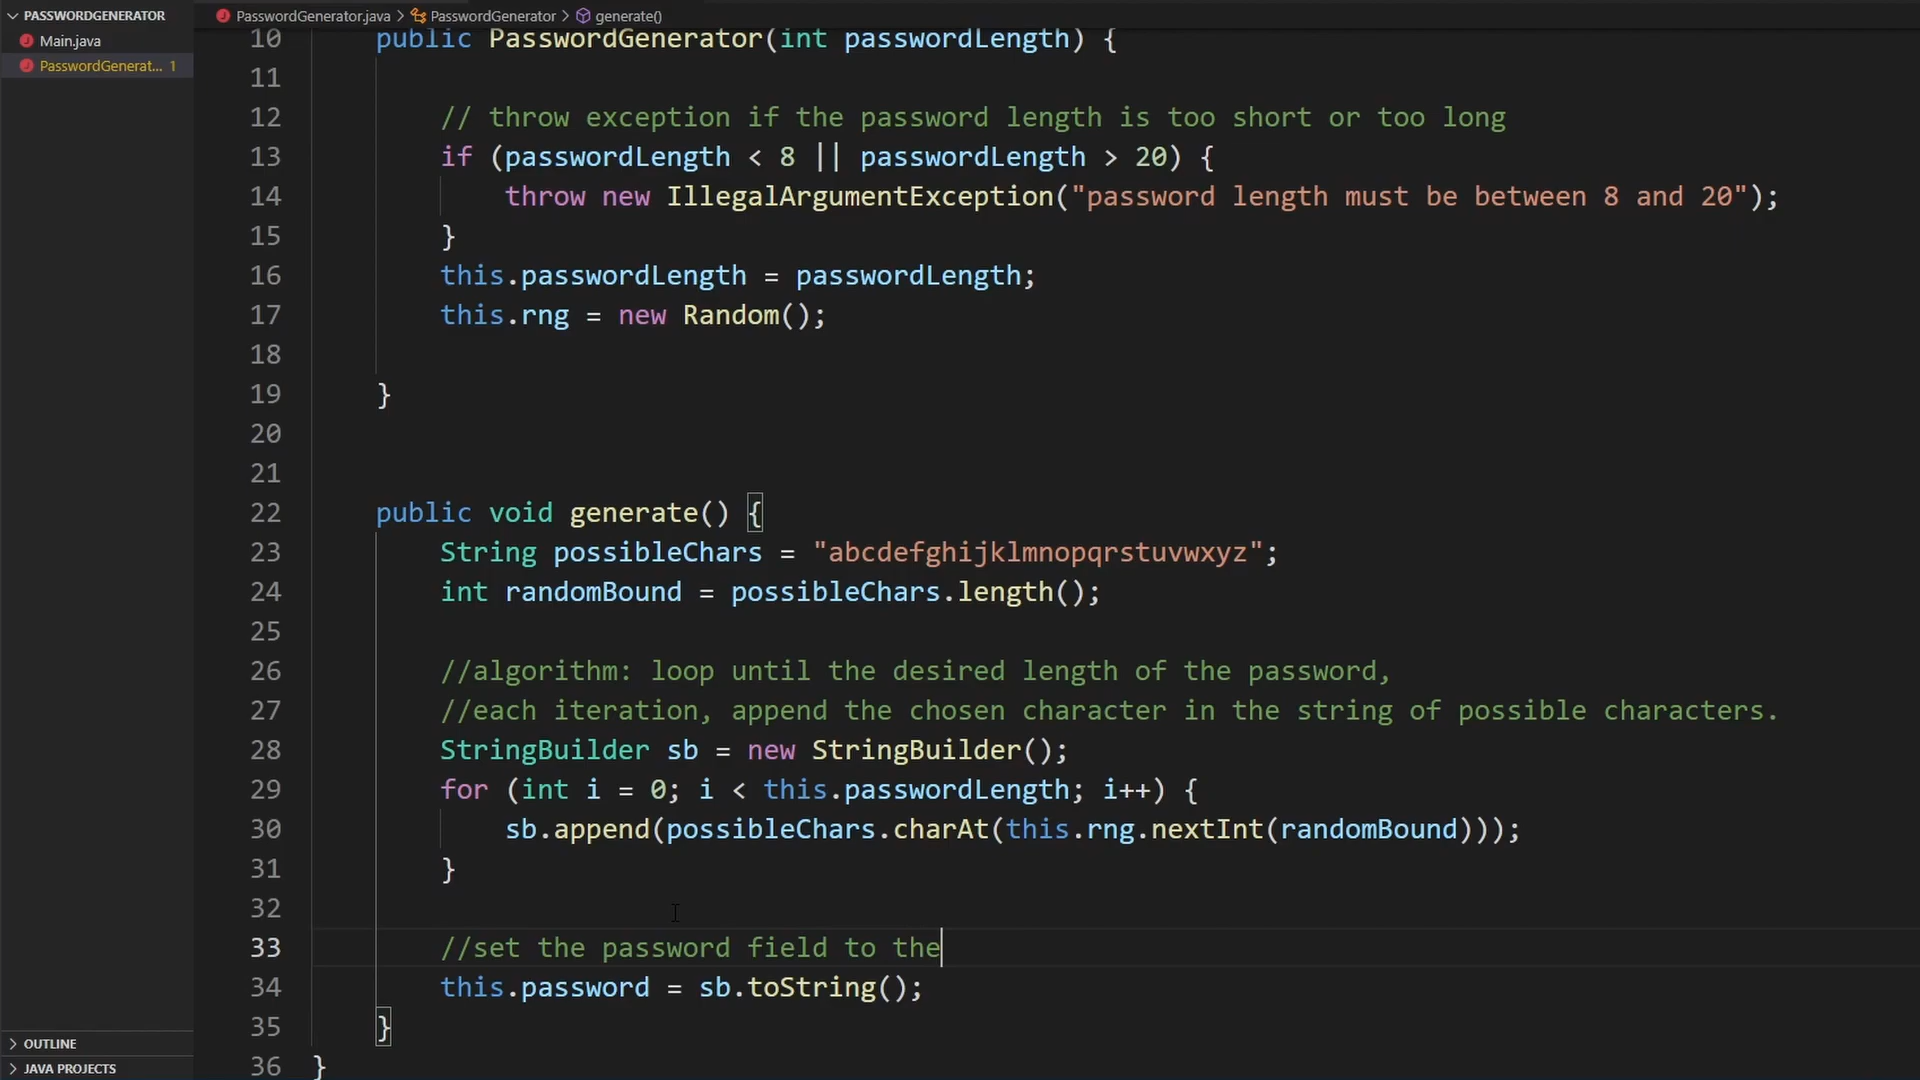 PASSWORDGENERATOR
Main.java
PasswordGenerat... 1
OUTLINE
JAVA PROJECTS
PasswordGenerator.java > PasswordGenerator > generate()
10 public PasswordGenerator(int passwordLength) {
11
12 // throw exception if the password length is too short or too long
13 if (passwordLength < 8 || passwordLength > 20) {
14 throw new IllegalArgumentException("password length must be between 8 and 20");
15 }
16 this.passwordLength = passwordLength;
17 this.rng = new Random();
18
19 }
20
21
22 public void generate() {
23 String possibleChars = "abcdefghijklmnopqrstuvwxyz";
24 int randomBound = possibleChars.length();
25
26 //algorithm: loop until the desired length of the password,
27 //each iteration, append the chosen character in the string of possible characters.
28 StringBuilder sb = new StringBuilder();
29 for (int i = 0; i < this.passwordLength; i++) {
30 sb.append(possibleChars.charAt(this.rng.nextInt(randomBound)));
31 }
32
33 //set the password field to the
34 this.password = sb.toString();
35 }
36 }